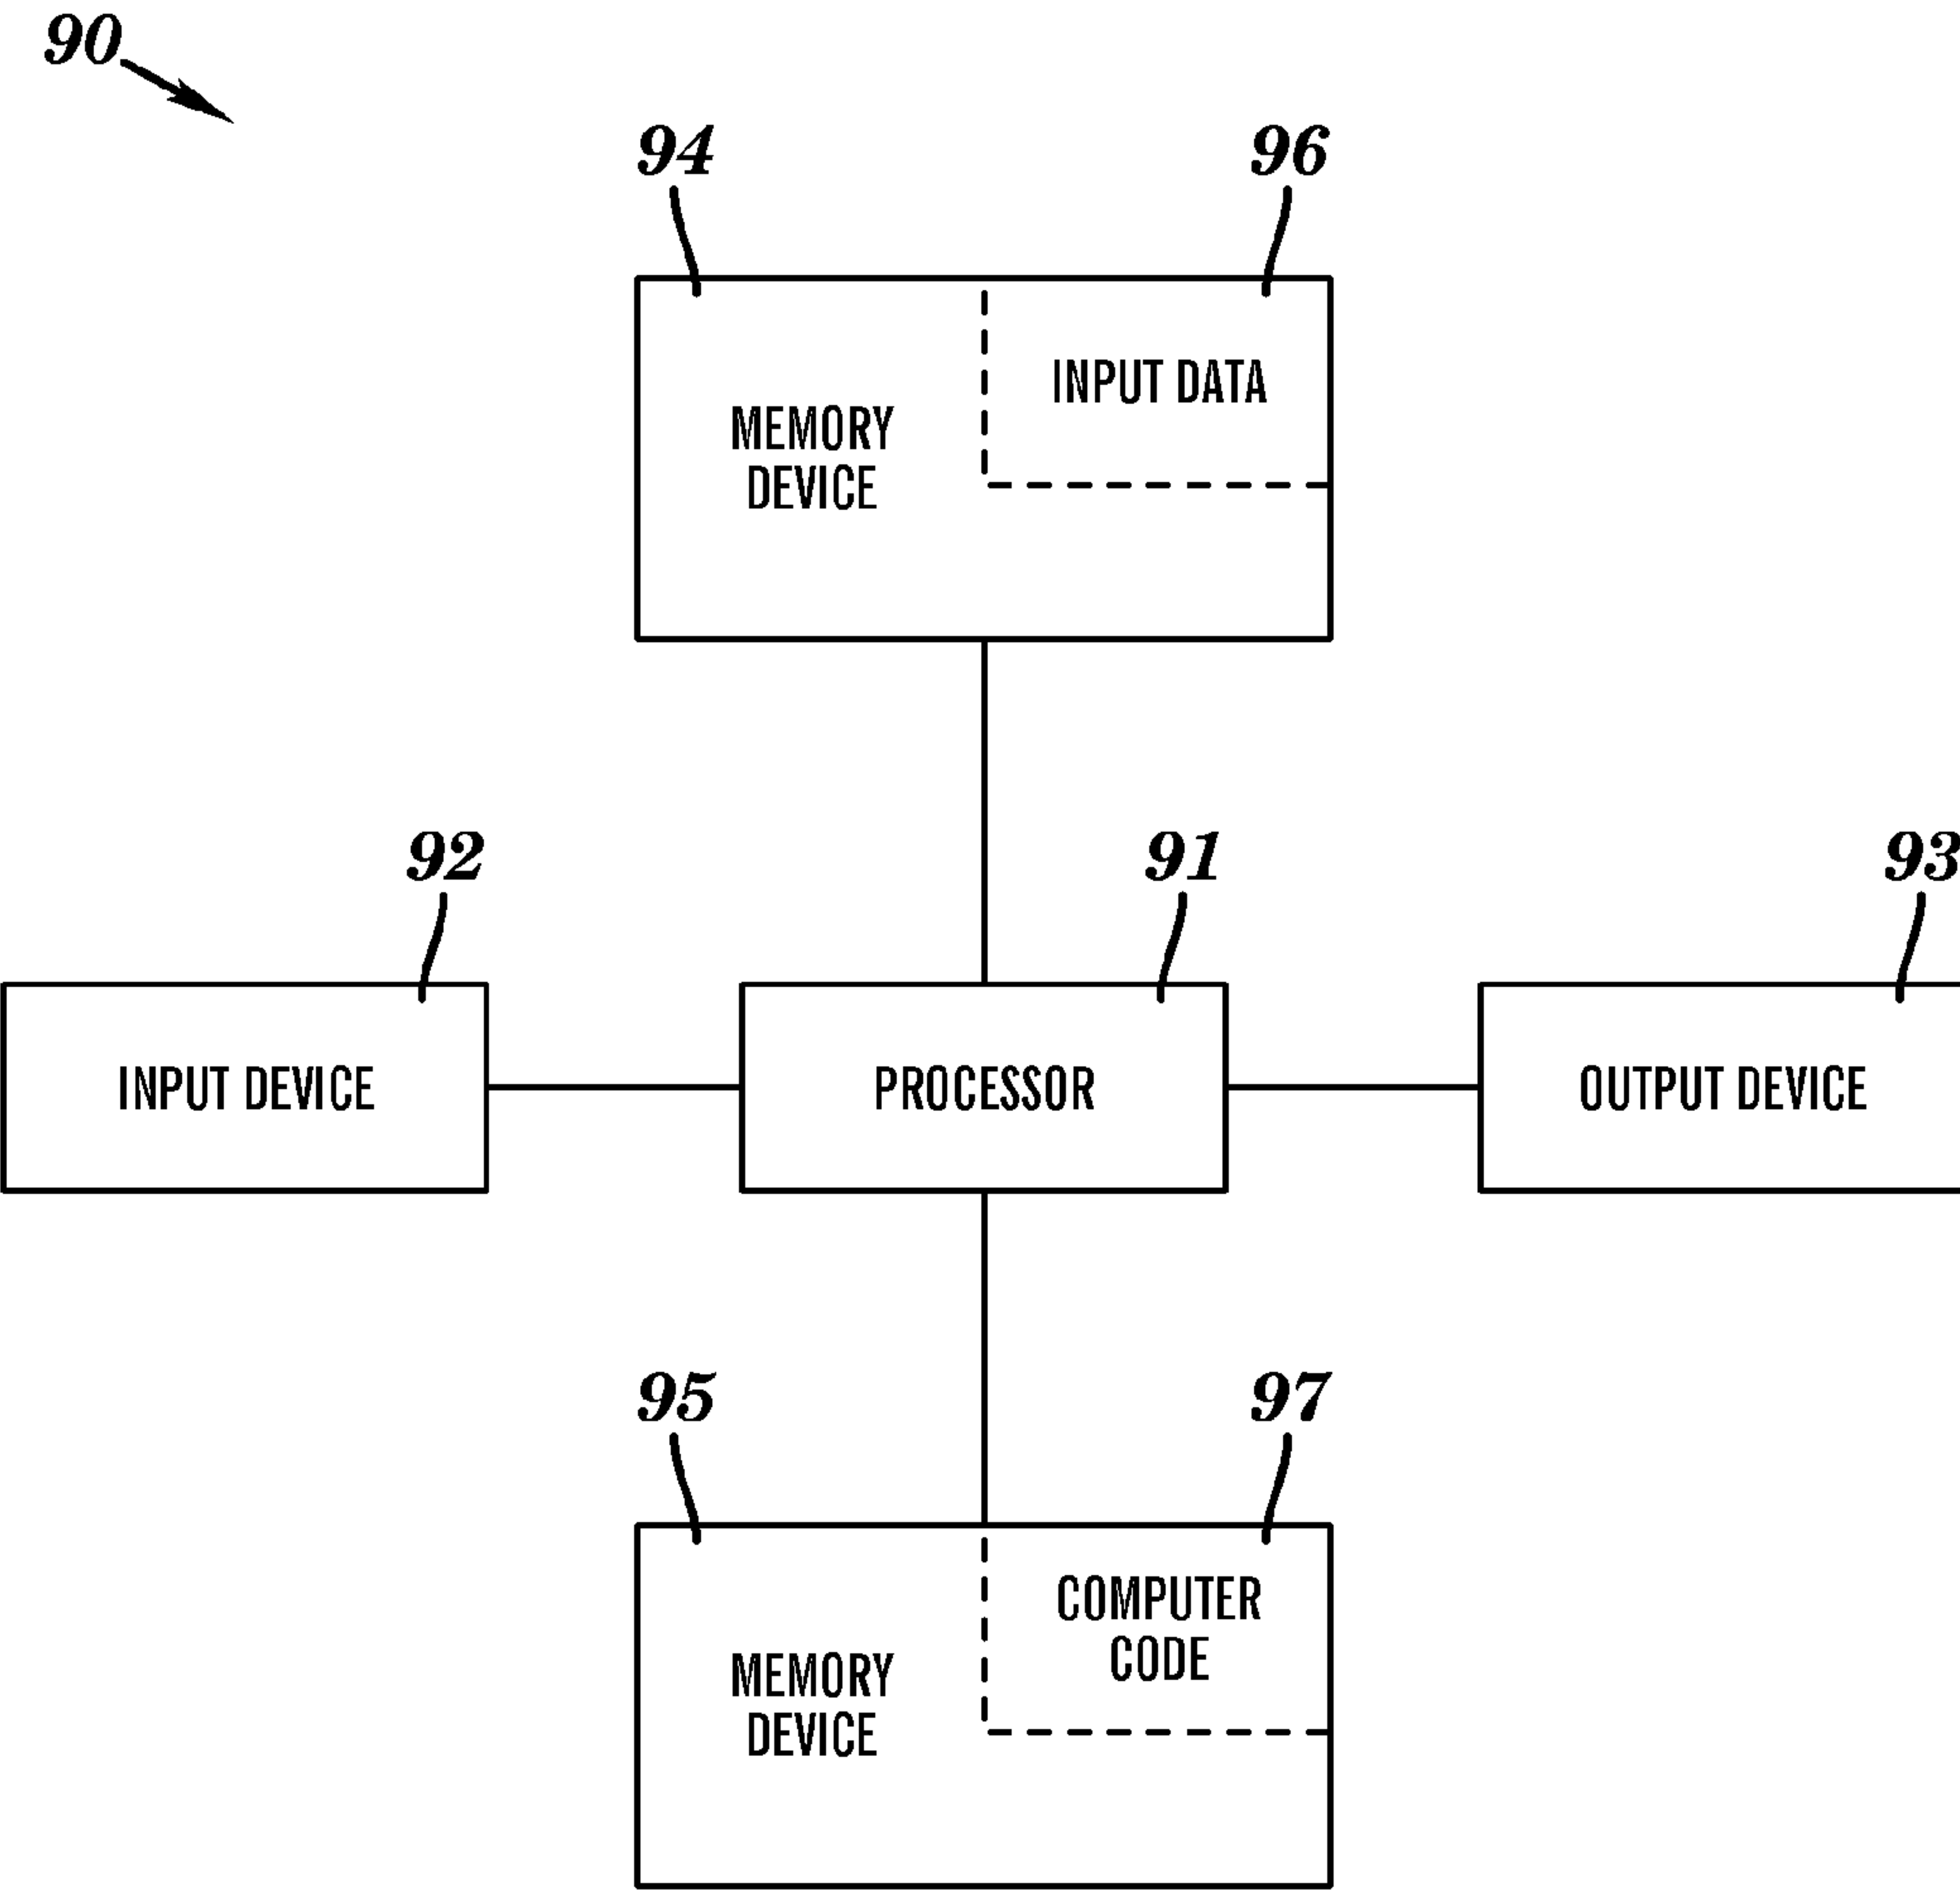 90
94
96
INPUT DATA
MEMORY
DEVICE
92
91
93
INPUT DEVICE
PROCESSOR
OUTPUT DEVICE
95
97
COMPUTER
CODE
MEMORY
DEVICE